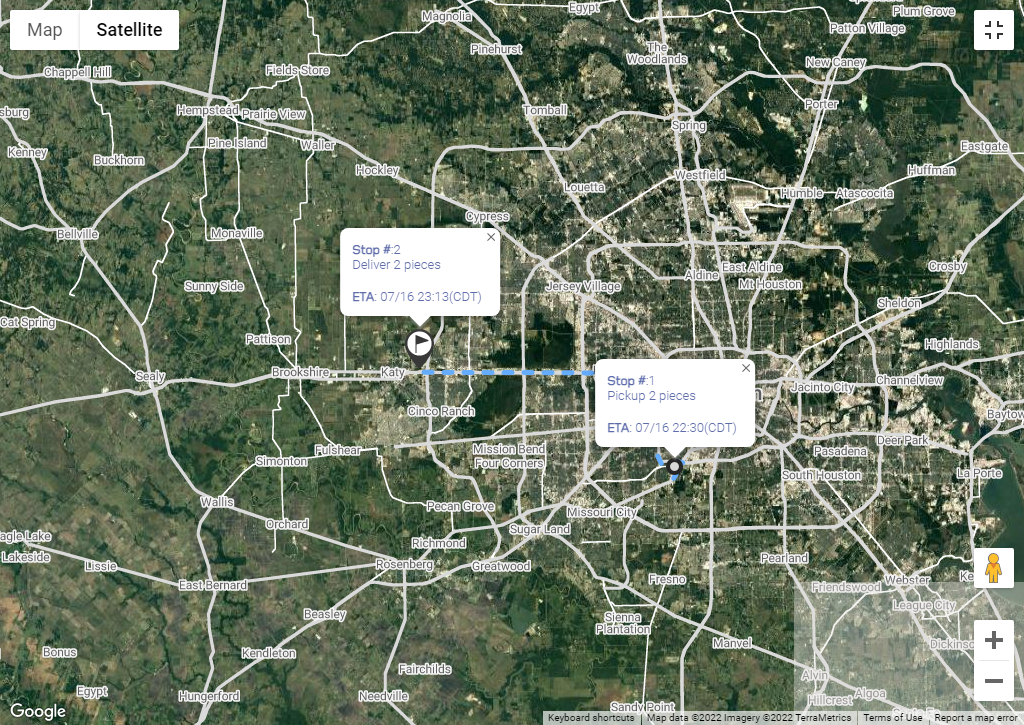 Map
Satellite
Magnolia
Egypt
Plum Grove
Patton Village
Pinehurst
The
Woodlands
New Caney
Chappell Hill
Fields Store
Porter
Hempstead
Prairie View
Tomball
sburg
Spring
Kenney
Pine Island
Waller
Eastgate
Buckhorn
Hockley
Westfield
Huffman
Louetta
Humble
Atascocita
Cypress
Bellville
Monaville
Stop #:2
Deliver 2 pieces
ETA: 07/16 23:13(CDT)
Aldine
East Aldine
Mt Houston
Crosby
Sunny Side
Jersey Village
Sheldon
Cat Spring
Pattison
Highlands
Sealy
Brookshire
Katy
Stop #:1
Pickup 2 pieces
ETA: 07/16 22:30(CDT)
Jacinto City
Channelview
Cinco Ranch
Baytow
Fulshear
Mission Bend
Four Corners
Deer Park
Pasadena
Simonton
South Houston
La Porte
Wallis
Pecan Grove
Missouri City
Orchard
Sugar Land
eagle Lake
Richmond
Lakeside
Lissie
Rosenberg
Greatwood
Pearland
East Bernard
Fresno
Friendswood
Webster
Ke
League City
Beasley
Sienna
Plantation
Manvel
Dickinso
Bonus
Kendleton
Fairchilds
Alvin
Egypt
Hungerford
Needville
Hillcrest
Algoa
Sandy Point
Google
Keyboard shortcuts
Map data ©2022 Imagery ©2022 TerraMetrics
Terms of Use
Report a map error